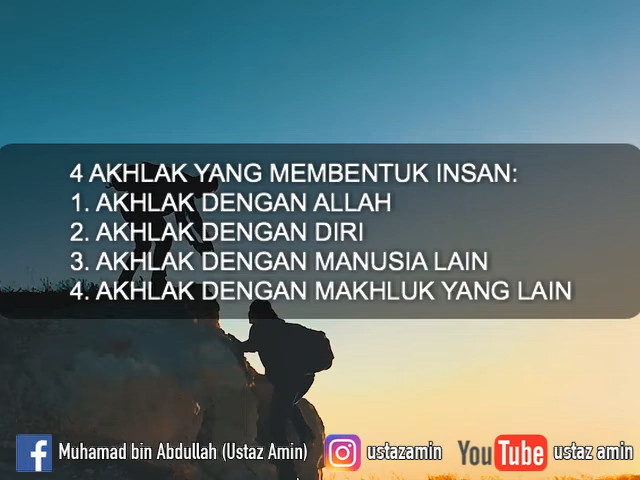 4 AKHLAK YANG MEMBENTUK INSAN:
1. AKHLAK DENGAN ALLAH
2. AKHLAK DENGAN DIRI
3. AKHLAK DENGAN MANUSIA LAIN
4. AKHLAK DENGAN MAKHLUK YANG LAIN
f Muhamad bin Abdullah (Ustaz Amin) ustazamin YouTube ustaz amin